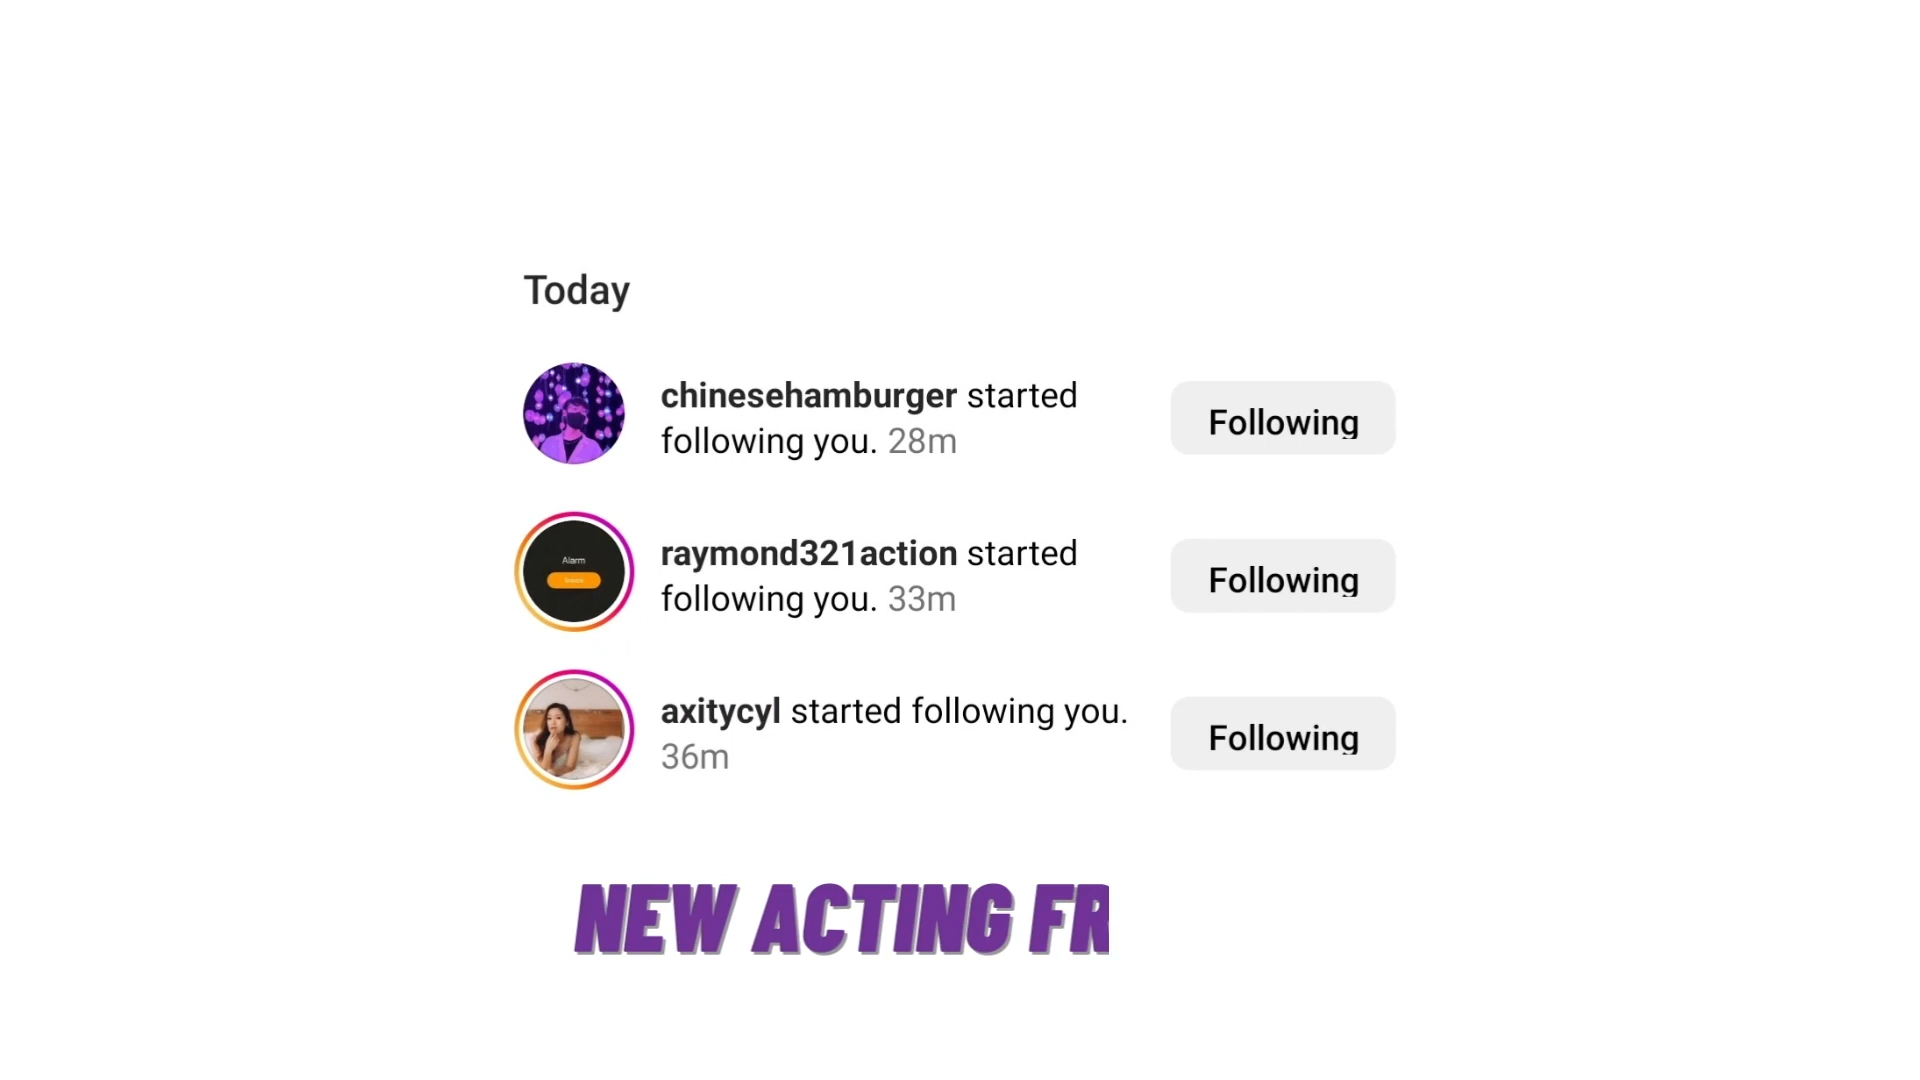 Today
chinesehamburger started
following you. 28m
Following
Alarm
raymond321action started
following you. 33m
Following
axitycyl started following you.
36m
Following
NEW ACTING FR